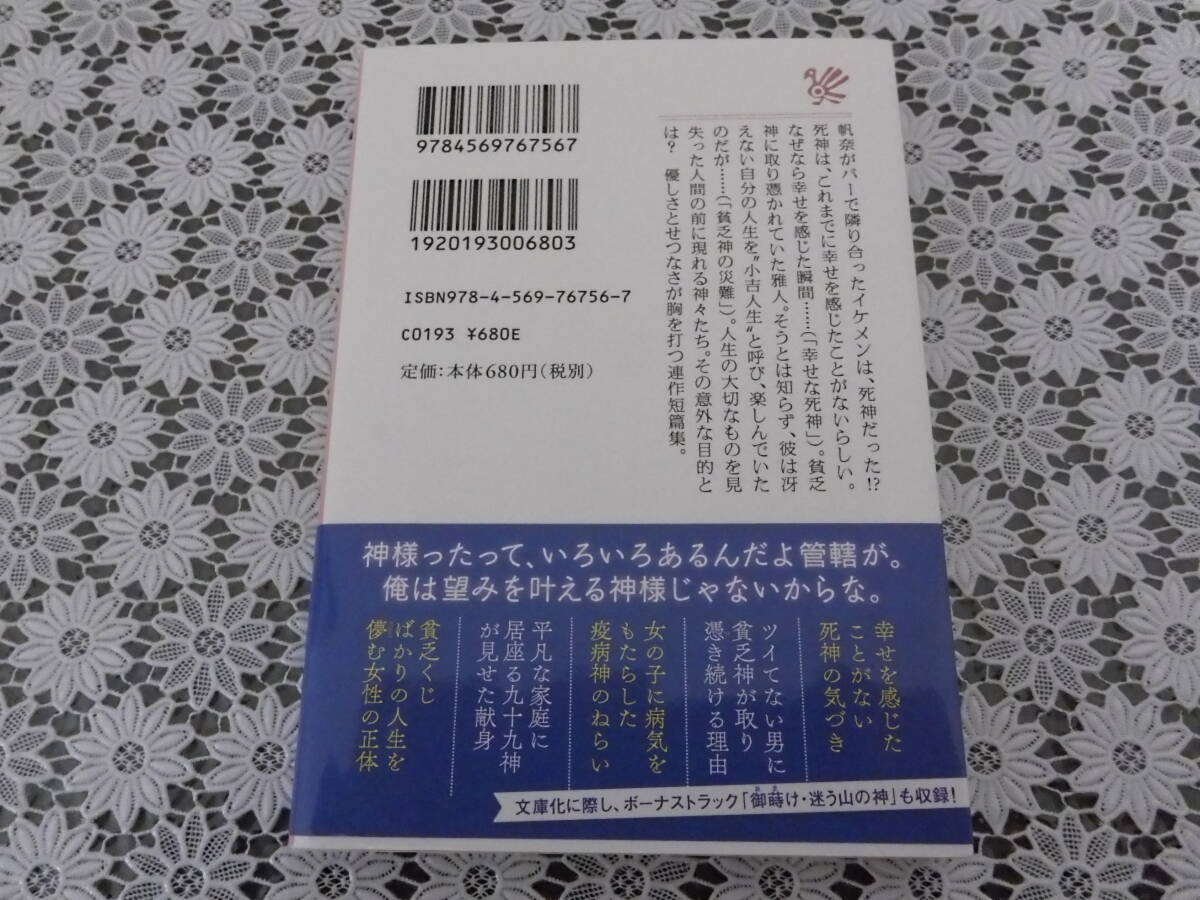 9784569767567
1920193006803
ISBN978-4-569-76756-7
C0193 ¥680E
定価：本体680円（税別）
帆奈がバーで隣り合ったイケメンは、死神だった!?
死神は、これまでに幸せを感じたことがないらしい。
なぜなら幸せを感じた瞬間……（「幸せな死神」）。貧乏
神に取り憑かれていた雅人。そうとは知らず、彼は冴
えない自分の人生を〝小吉人生〟と呼び、楽しんでいた
のだが……（「貧乏神の災難」）。人生の大切なものを見
失った人間の前に現れる神々たち。その意外な目的と
は？　優しさとせつなさが胸を打つ連作短篇集。
神様ったって、いろいろあるんだよ管轄が。
俺は望みを叶える神様じゃないからな。
幸せを感じた
ことがない
死神の気づき
ツイてない男に
貧乏神が取り
憑き続ける理由
女の子に病気を
もたらした
疫病神のねらい
平凡な家庭に
居座る九十九神
が見せた献身
貧乏くじ
ばかりの人生を
儚む女性の正体
文庫化に際し、ボーナストラック「御蒔け・迷う山の神」も収録！